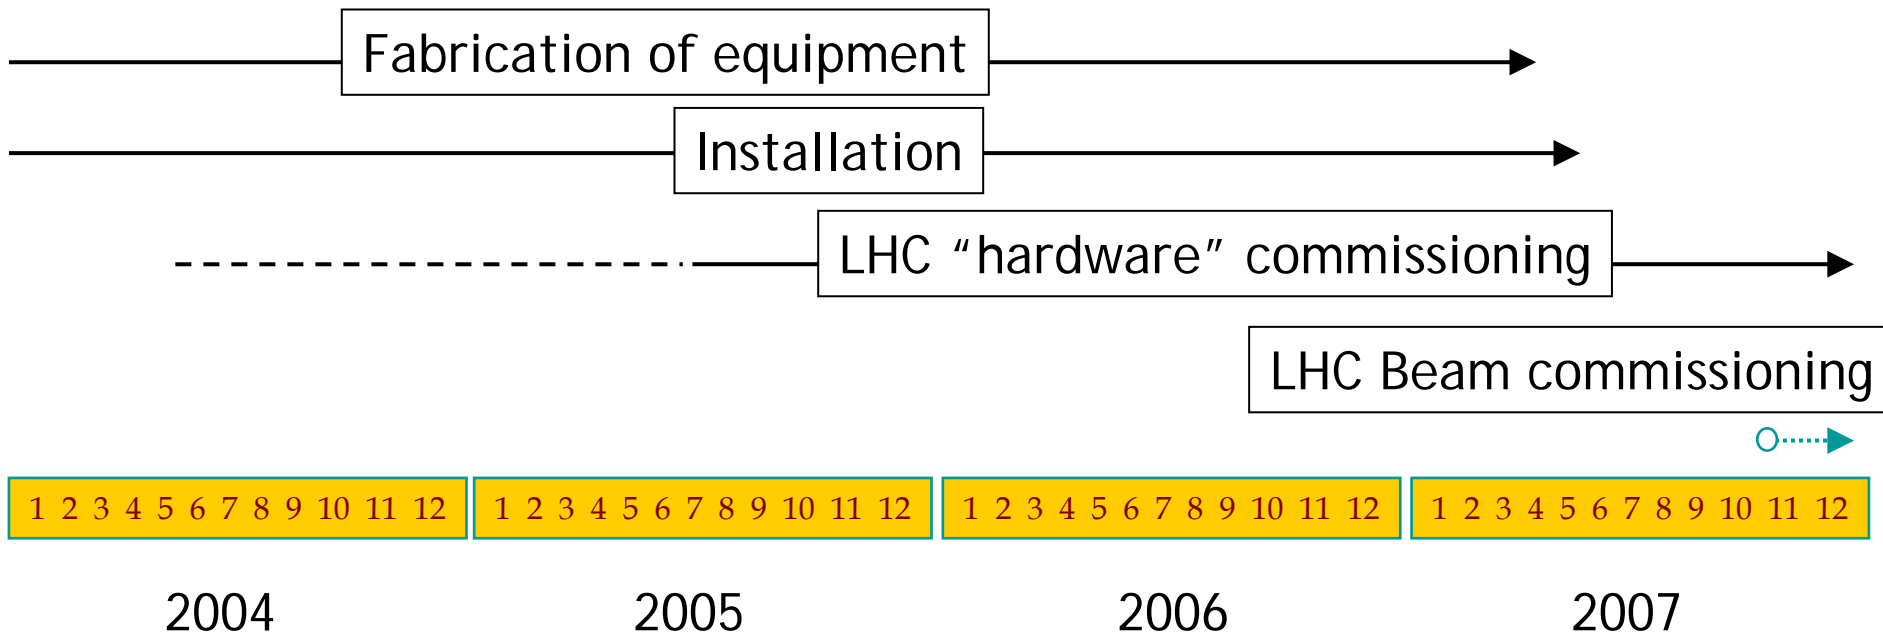 Fabrication of equipment
Installation
LHC “hardware” commissioning
LHC Beam commissioning
1 2 3 4 5 6 7 8 9 10 11 12 1 2 3 4 5 6 7 8 9 10 11 12 1 2 3 4 5 6 7 8 9 10 11 12 1 2 3 4 5 6 7 8 9 10 11 12
2004 2005 2006 2007